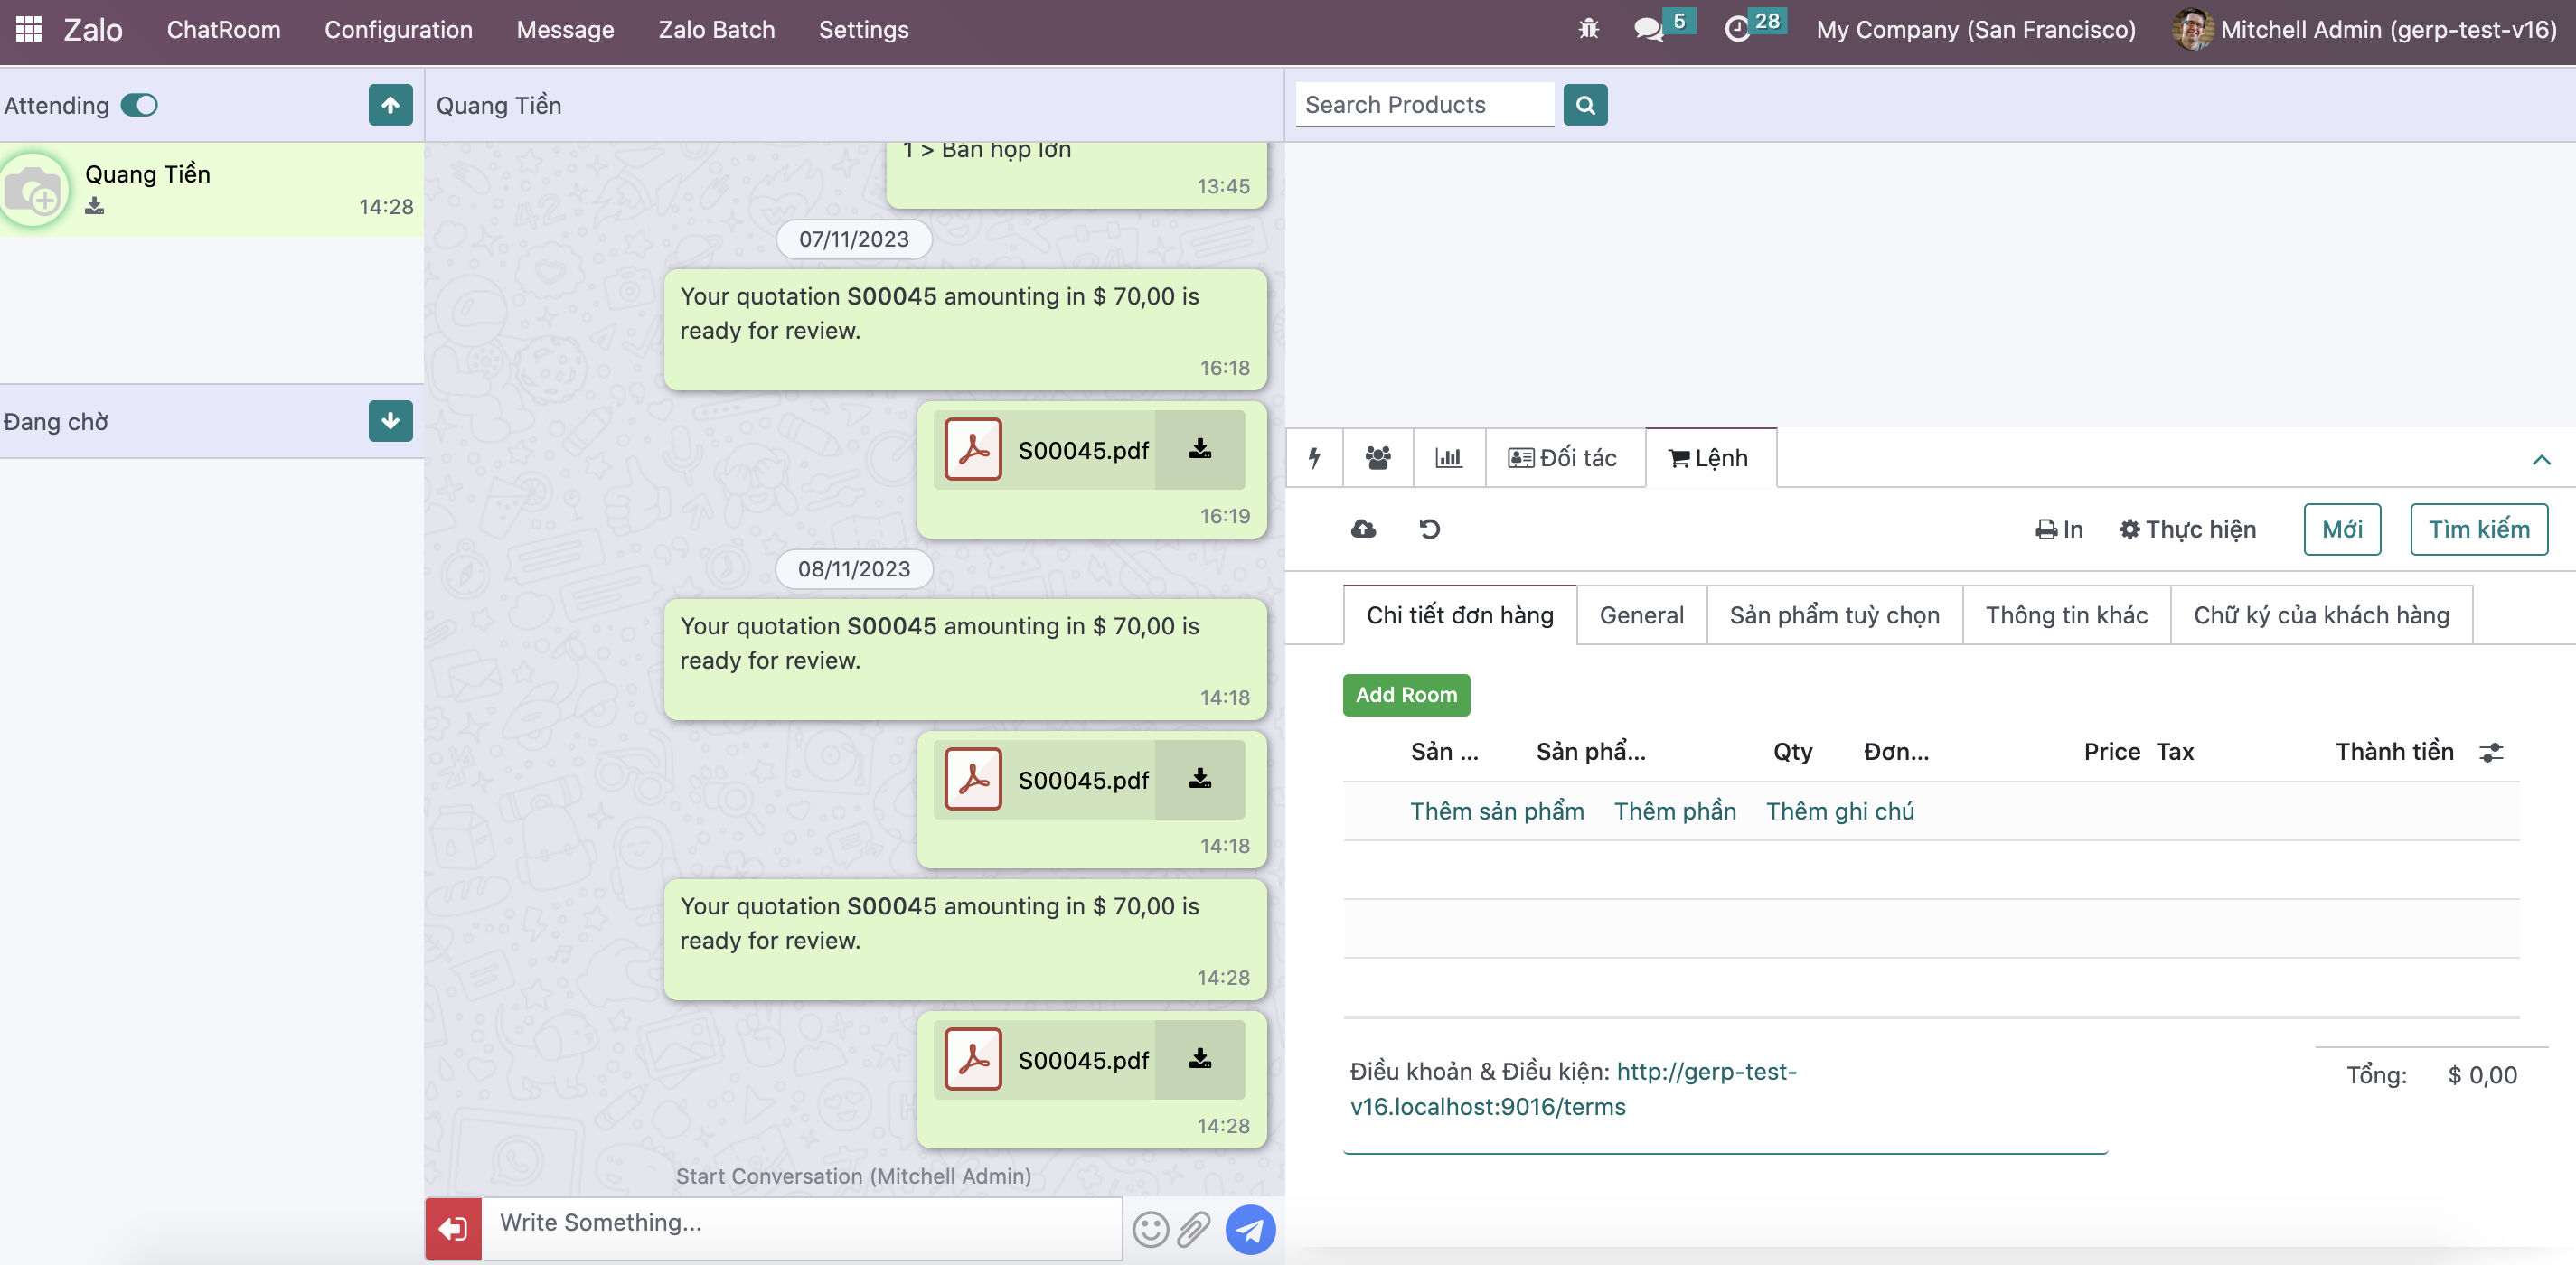 Zalo ChatRoom Configuration Message Zalo Batch Settings 5 28 My Company (San Francisco) Mitchell Admin (gerp-test-v16)
Attending
Quang Tiền
14:28
Đang chờ
Quang Tiền
1 > Bàn họp lớn
13:45
07/11/2023
Your quotation S00045 amounting in $ 70,00 is
ready for review.
16:18
S00045.pdf
16:19
08/11/2023
Your quotation S00045 amounting in $ 70,00 is
ready for review.
14:18
S00045.pdf
14:18
Your quotation S00045 amounting in $ 70,00 is
ready for review.
14:28
S00045.pdf
14:28
Start Conversation (Mitchell Admin)
Write Something...
Search Products
Đối tác Lệnh
In Thực hiện Mới Tìm kiếm
Chi tiết đơn hàng General Sản phẩm tuỳ chọn Thông tin khác Chữ ký của khách hàng
Add Room
Sản ... Sản phẩ... Qty Đơn... Price Tax Thành tiền
Thêm sản phẩm Thêm phần Thêm ghi chú
Điều khoản & Điều kiện: http://gerp-test-
v16.localhost:9016/terms
Tổng: $ 0,00